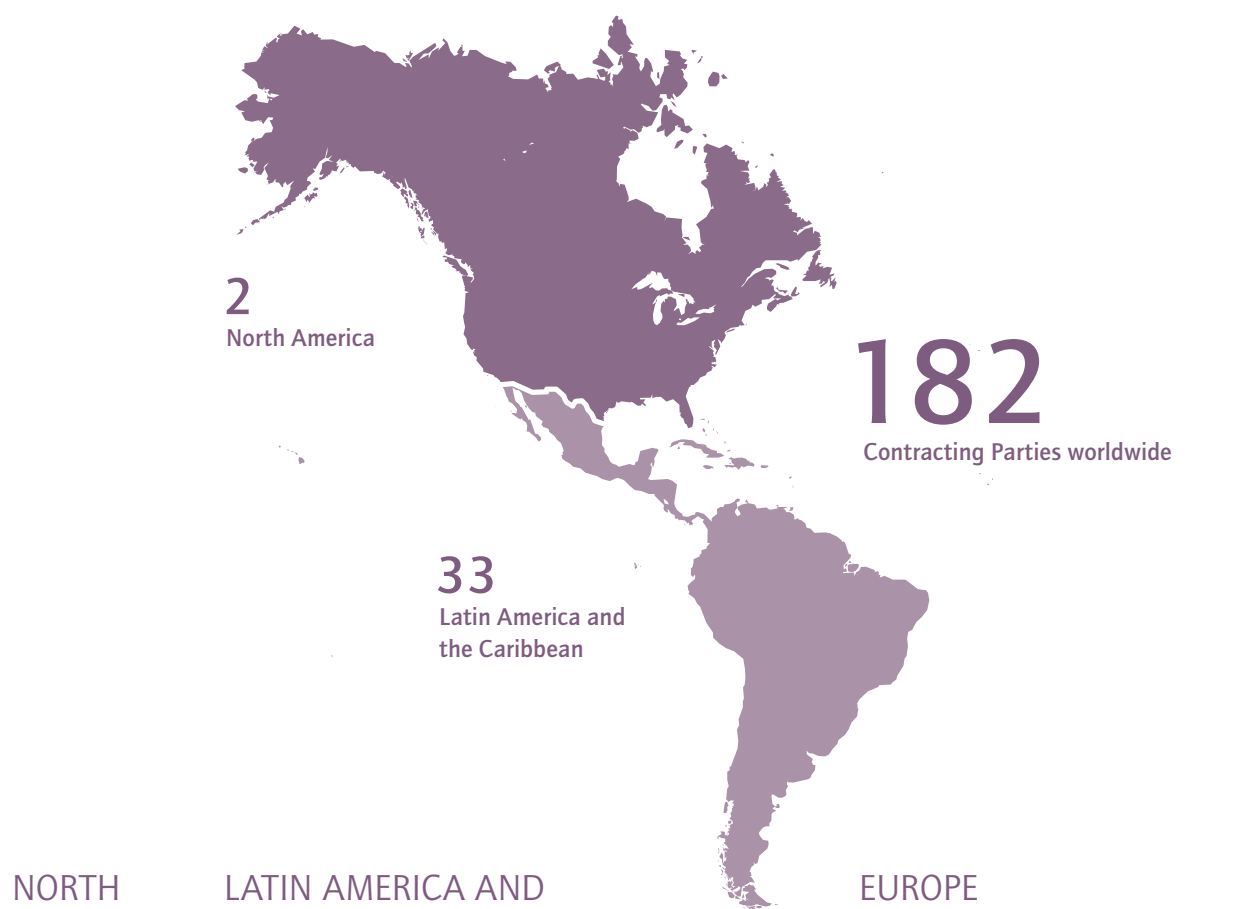 2
North America
182
Contracting Parties worldwide
33
Latin America and
the Caribbean
NORTH
LATIN AMERICA AND
EUROPE